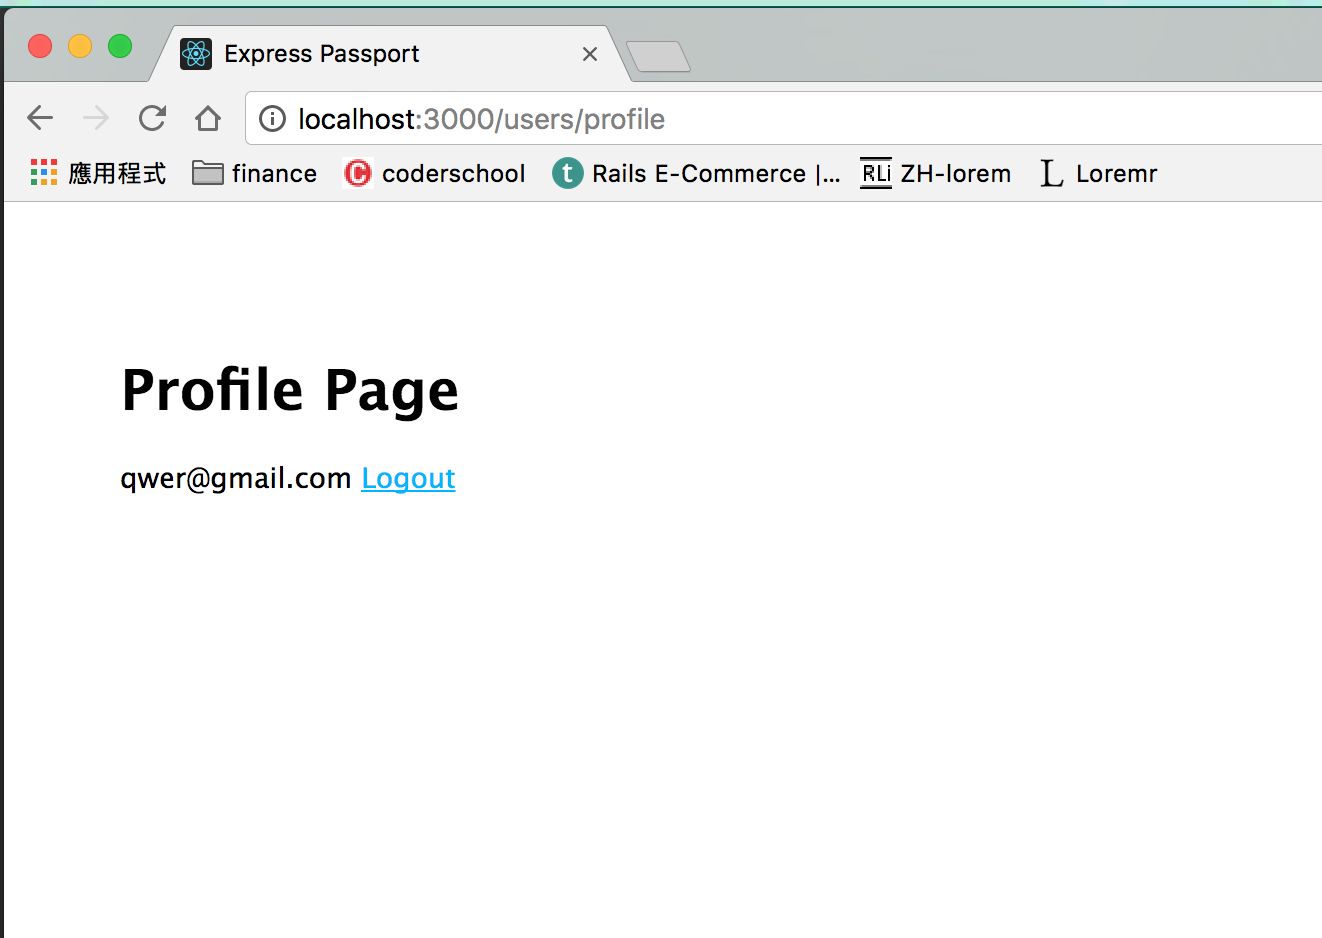 Express Passport
localhost:3000/users/profile
應用程式 finance C coderschool t Rails E-Commerce |... RLi ZH-lorem L Loremr
Profile Page
qwer@gmail.com Logout